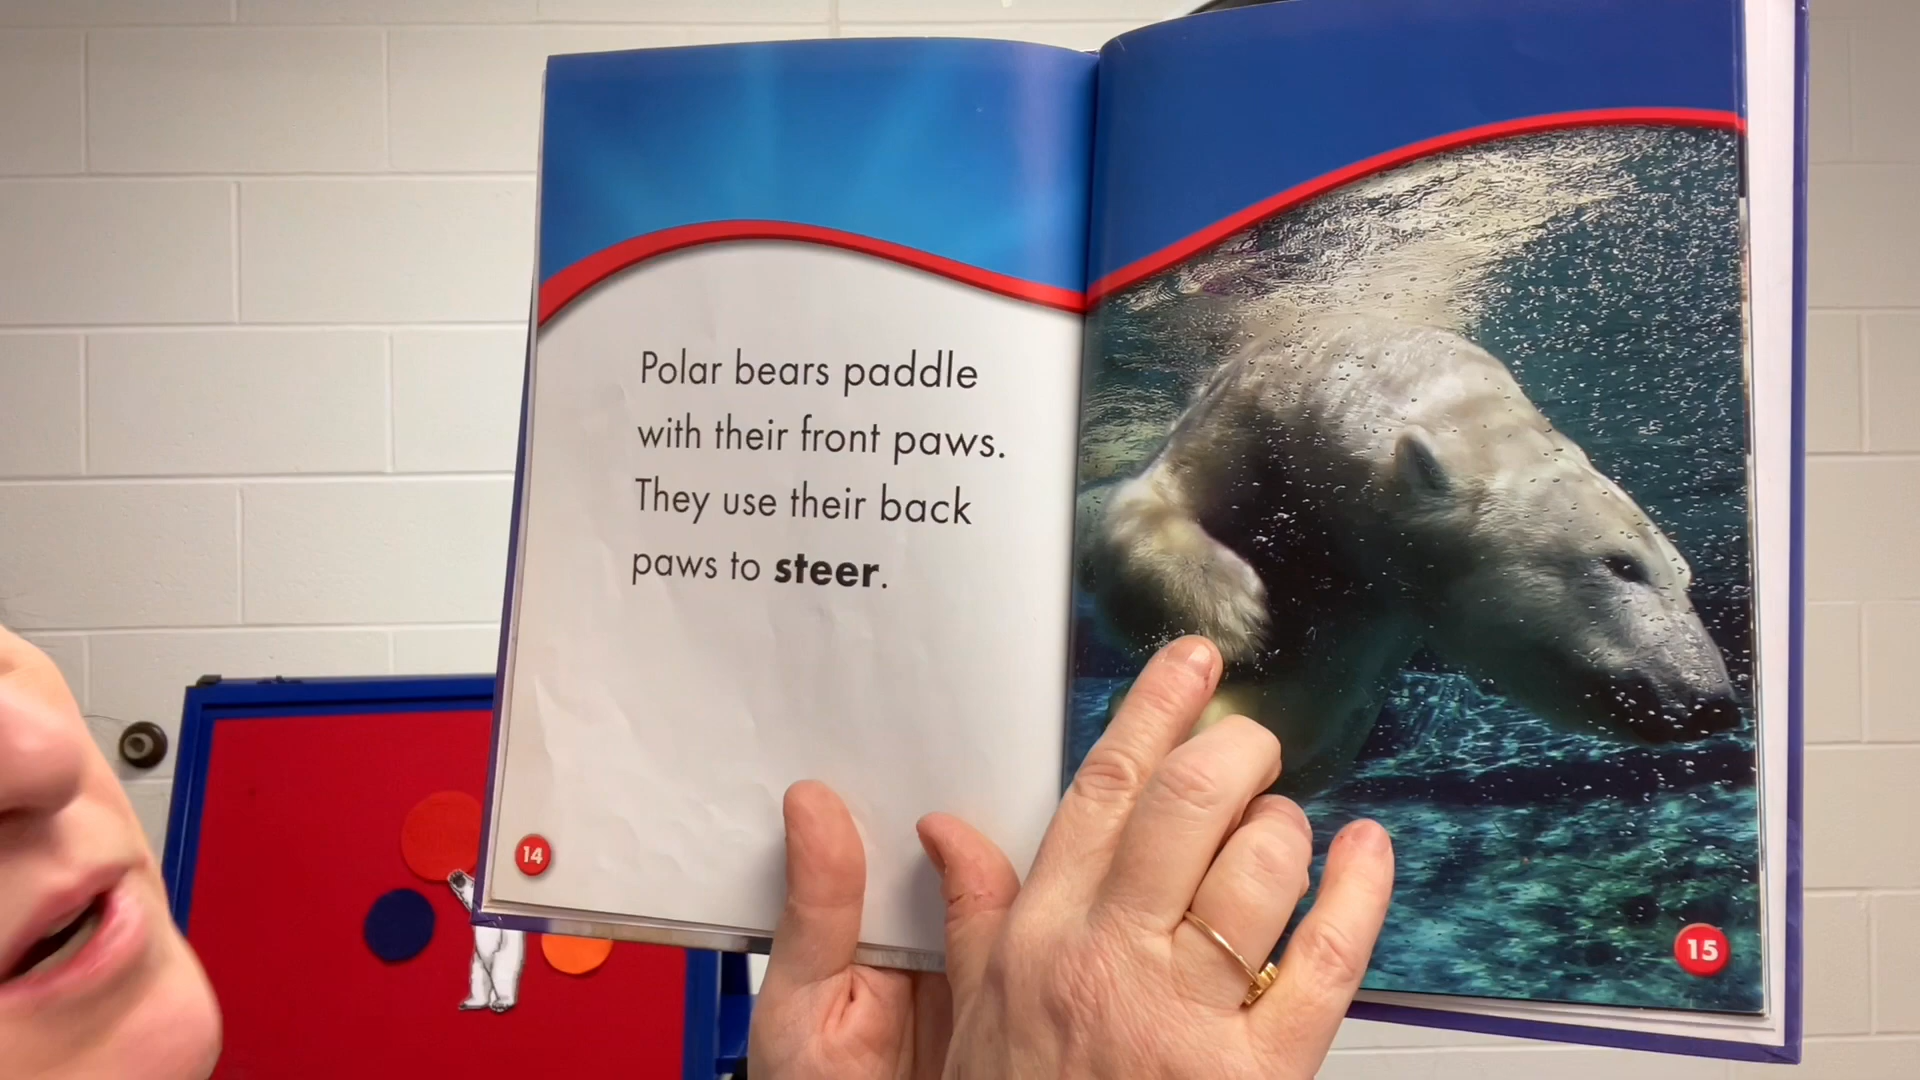 Polar bears paddle
with their front paws.
They use their back
paws to steer.
14
15